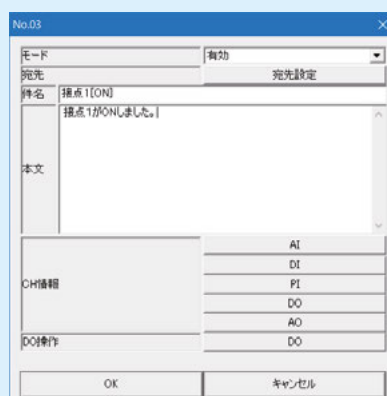 No.03
モード 有効
宛先 宛先設定
件名 接点1[ON]
本文 接点1がONしました。
AI
DI
CH情報 PI
DO
AO
DO操作 DO
OK キャンセル